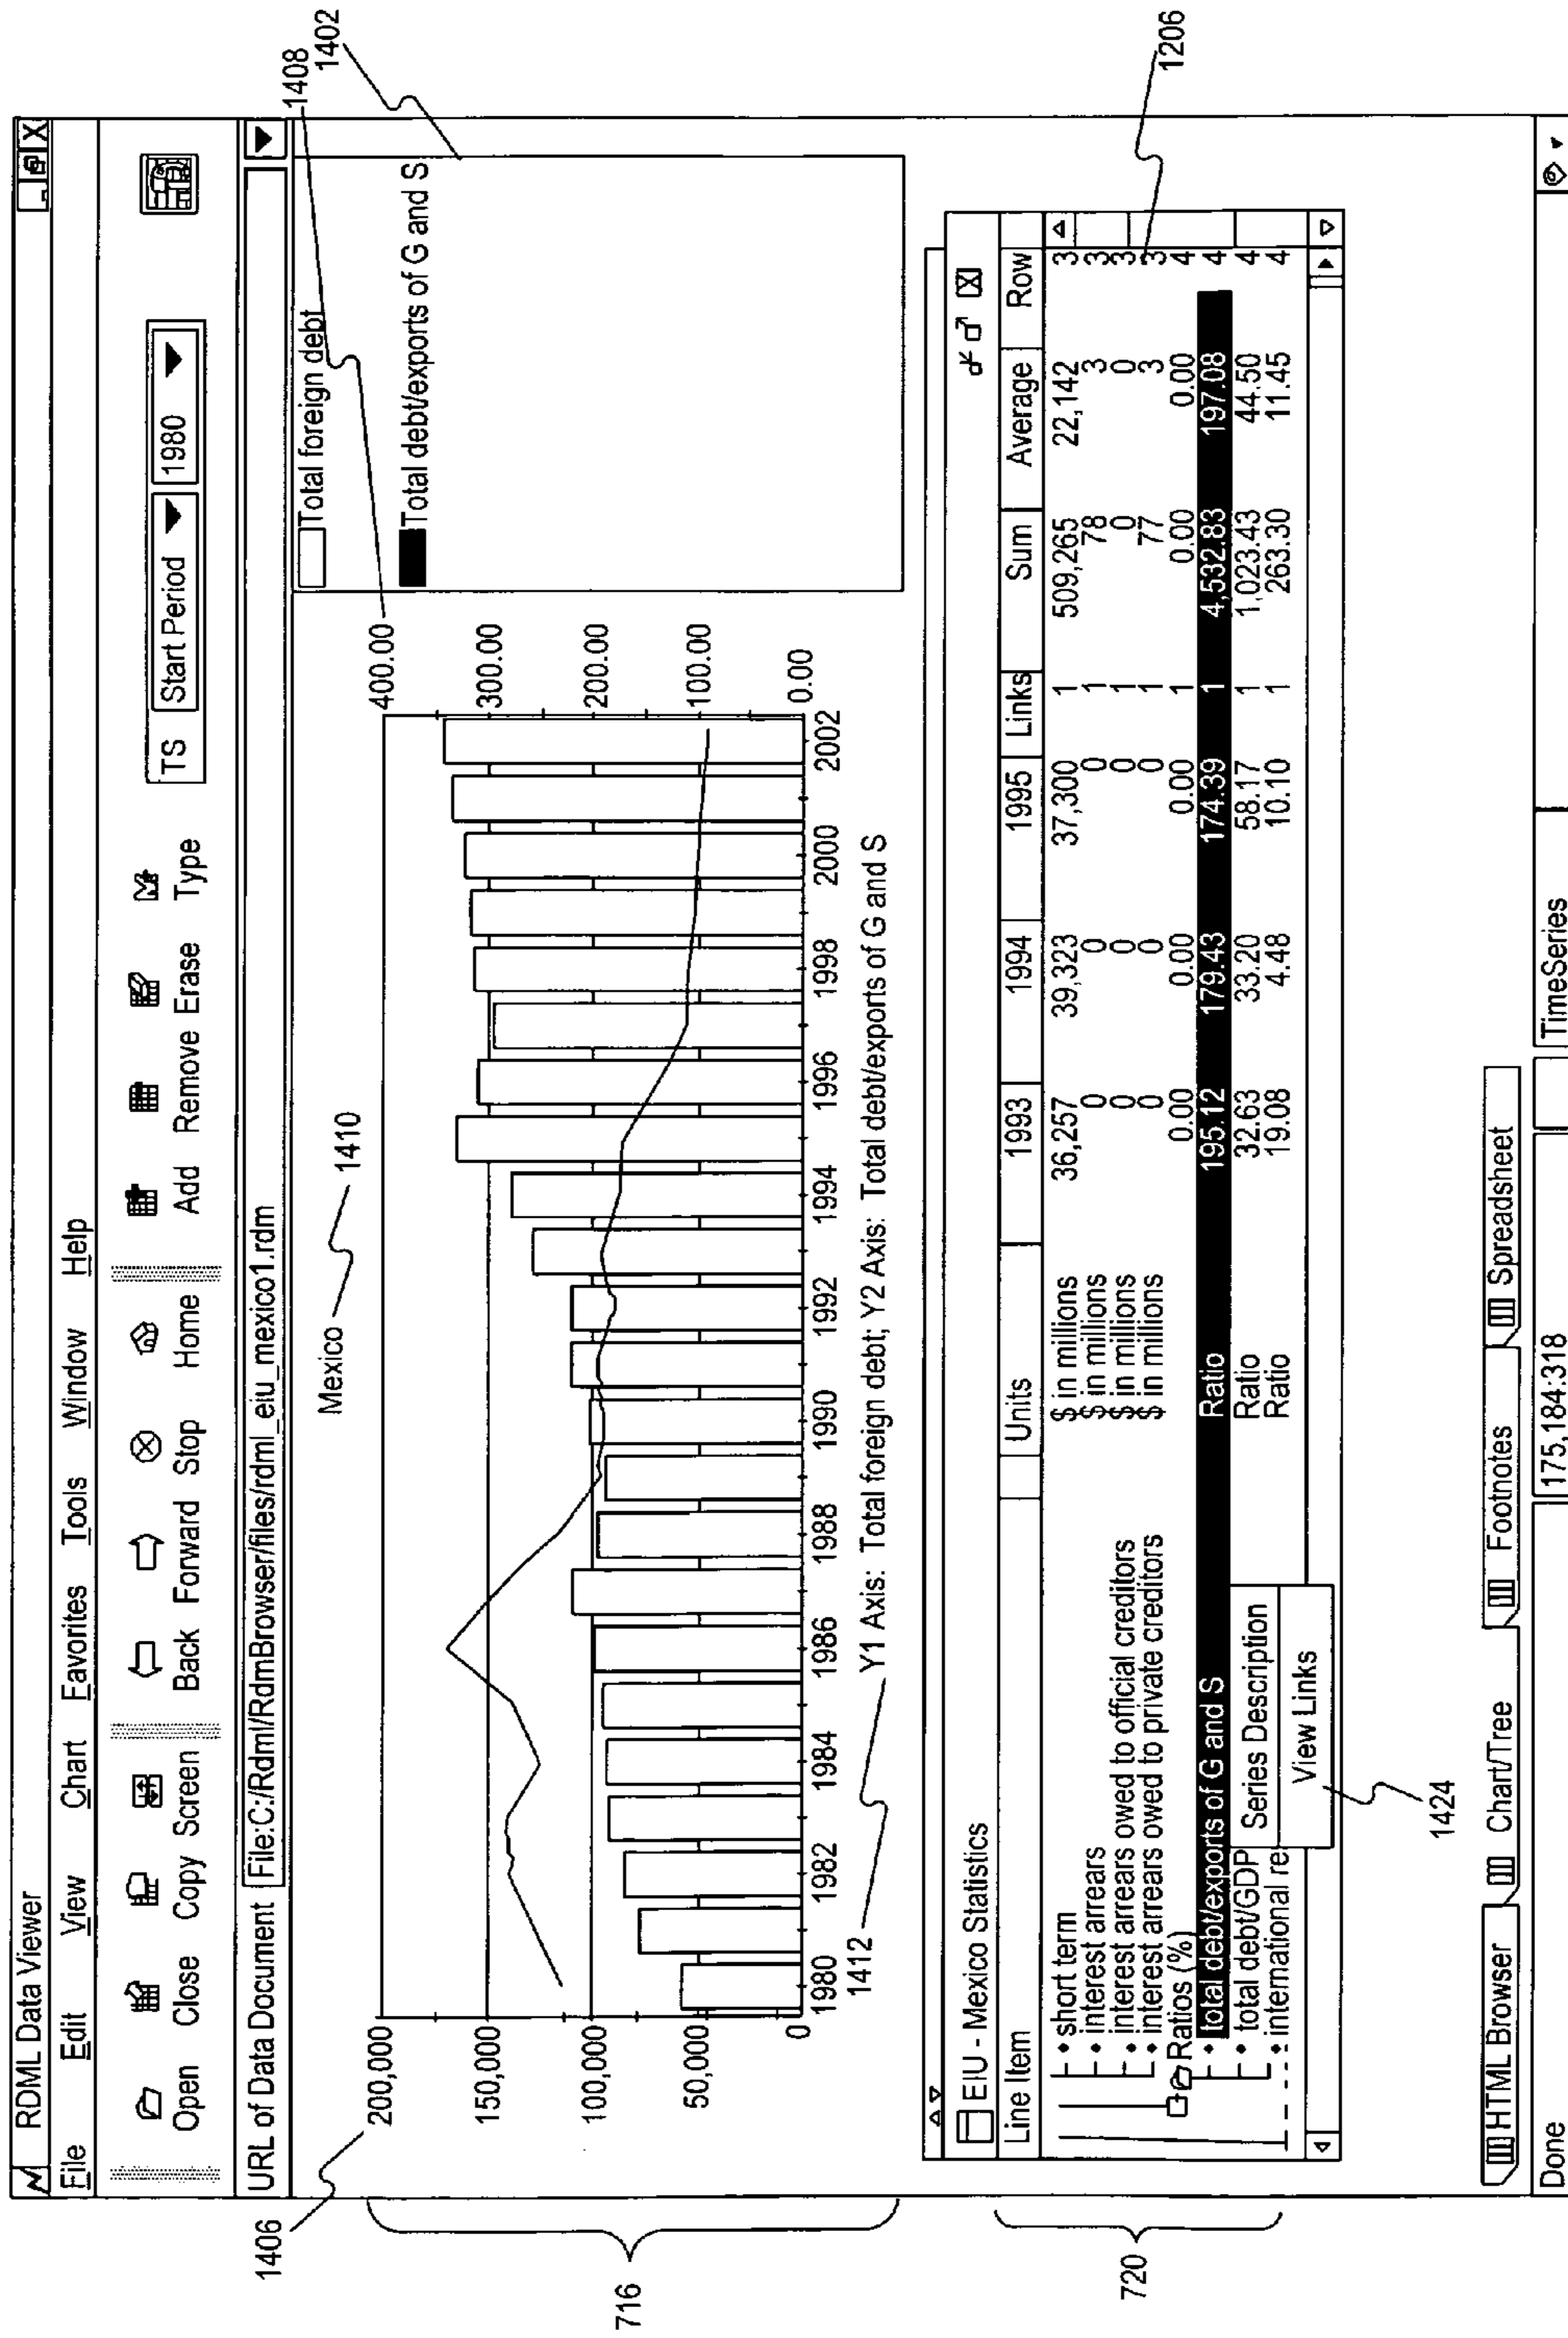 RDML Data Viewer
File Edit View Chart Favorites Tools Window Help
Open Close Copy Screen Back Forward Stop Home Add Remove Erase Type TS Start Period 1980
URL of Data Document File:C:/Rdml/RdmBrowser/files/rdml_eiu_mexico1.rdm
1408
1402
1406
Mexico 1410
Total foreign debt
Total debt/exports of G and S
200,000
150,000
100,000
50,000
0
400.00
300.00
200.00
100.00
0.00
1980 1982 1984 1986 1988 1990 1992 1994 1996 1998 2000 2002
1412
Y1 Axis: Total foreign debt; Y2 Axis: Total debt/exports of G and S
716
EIU - Mexico Statistics
Line Item Units 1993 1994 1995 Links Sum Average Row
short term $ in millions 36,257 39,323 37,300 1 509,265 22,142 3
interest arrears $ in millions 0 0 0 1 78 3 3
interest arrears owed to official creditors $ in millions 0 0 0 1 0 0 3
interest arrears owed to private creditors $ in millions 0 0 0 1 77 3 3
Ratios (%) 0.00 0.00 0.00 1 0.00 0.00 4
total debt/exports of G and S Ratio 195.12 179.43 174.39 1 4,532.83 197.08 4
total debt/GDP Ratio 32.63 33.20 58.17 1 1,023.43 44.50 4
international re Ratio 19.08 4.48 10.10 1 263.30 11.45 4
Series Description
View Links
1206
720
1424
HTML Browser Chart/Tree Footnotes Spreadsheet
Done 175,184:318 TimeSeries